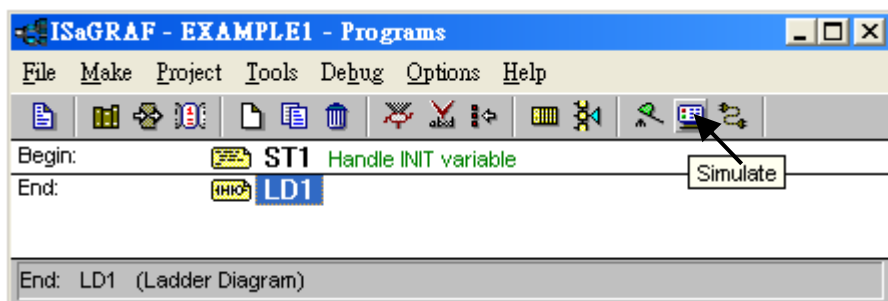 ISaGRAF - EXAMPLE1 - Programs
File Make Project Tools Debug Options Help
Begin: ST1 Handle INIT variable
Simulate
End: LD1
End: LD1 (Ladder Diagram)